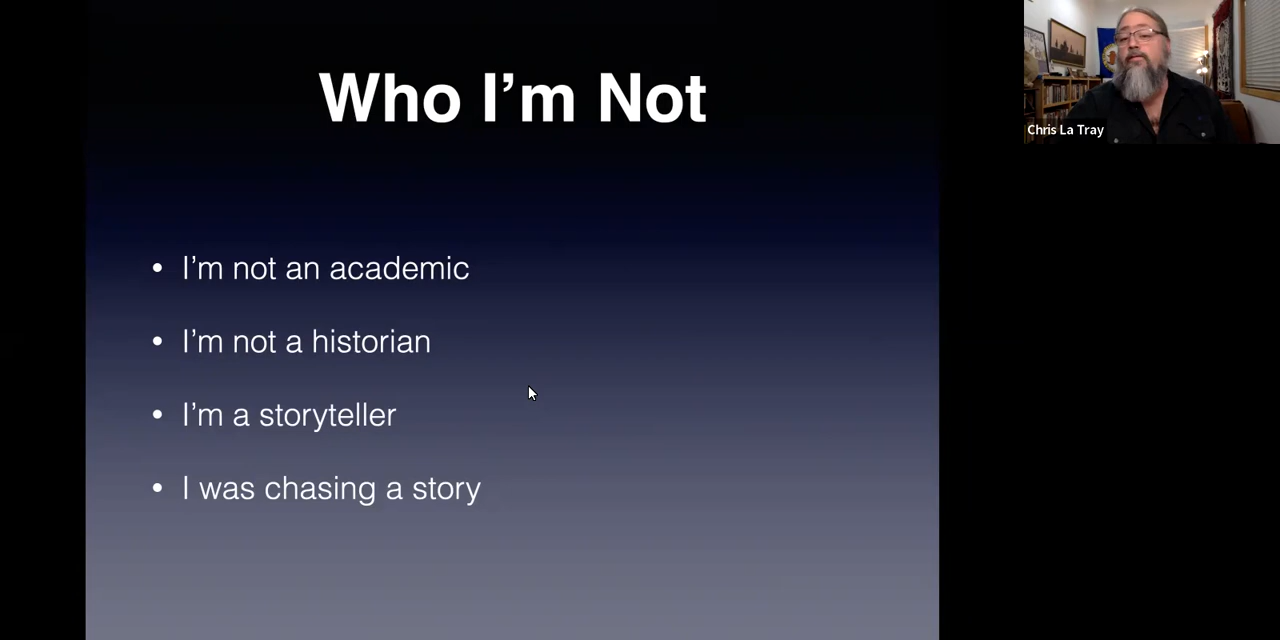 Who I’m Not
• I’m not an academic
• I’m not a historian
• I’m a storyteller
• I was chasing a story
Chris La Tray